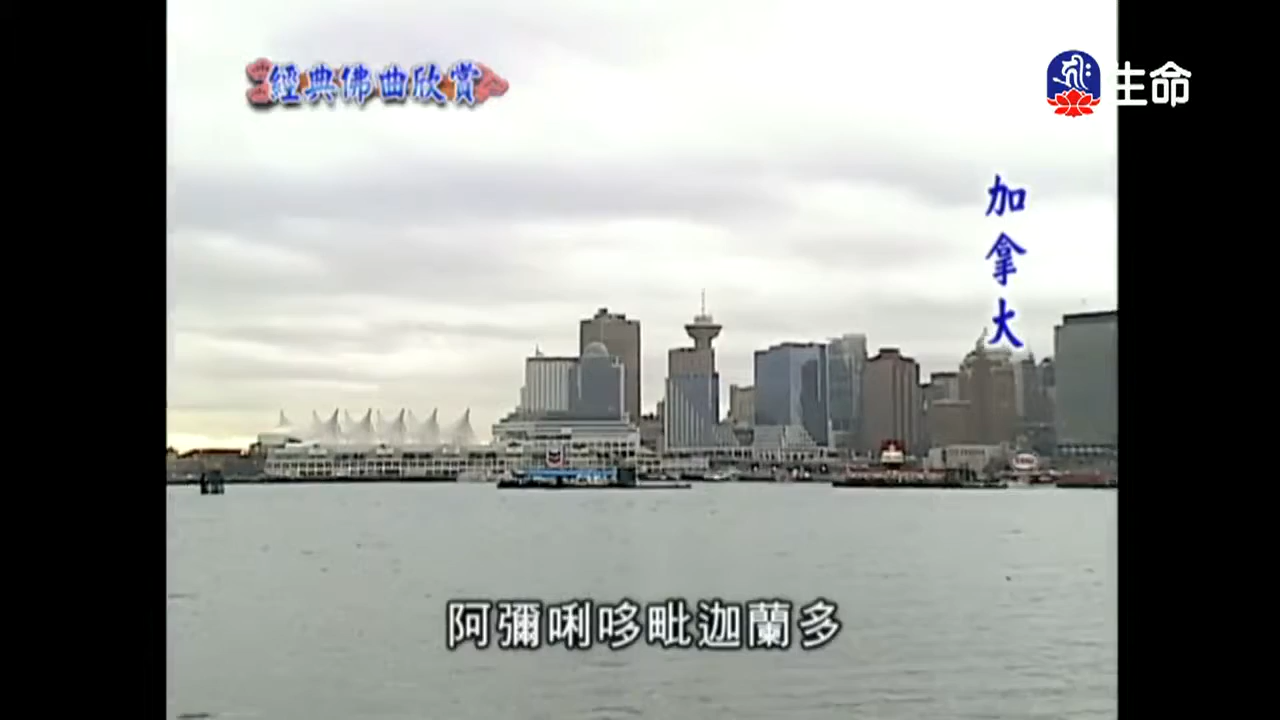 經典佛曲欣賞
生命
加拿大
阿彌唎哆毗迦蘭多